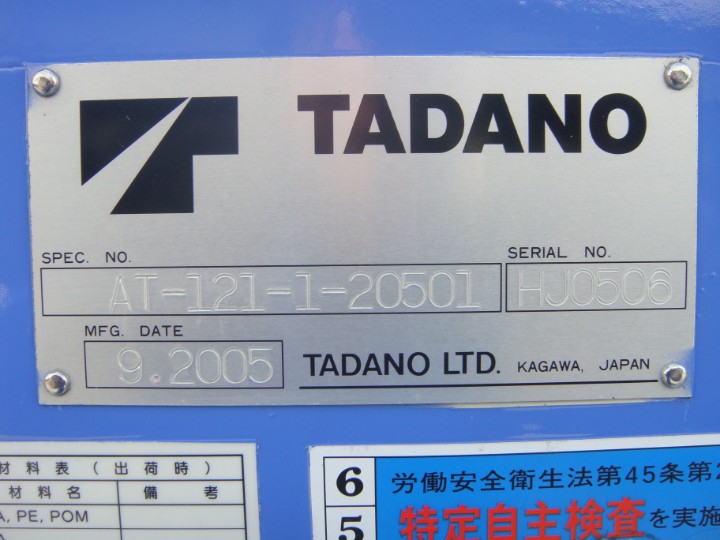 TADANO
SPEC. NO.
AT-121-1-20501
SERIAL NO.
HJ0506
MFG. DATE
9.2005
TADANO LTD. KAGAWA, JAPAN
材料表(出荷時)
材料名 備考
PE, POM
6 労働安全衛生法第45条第2
5 特定自主検査を実施